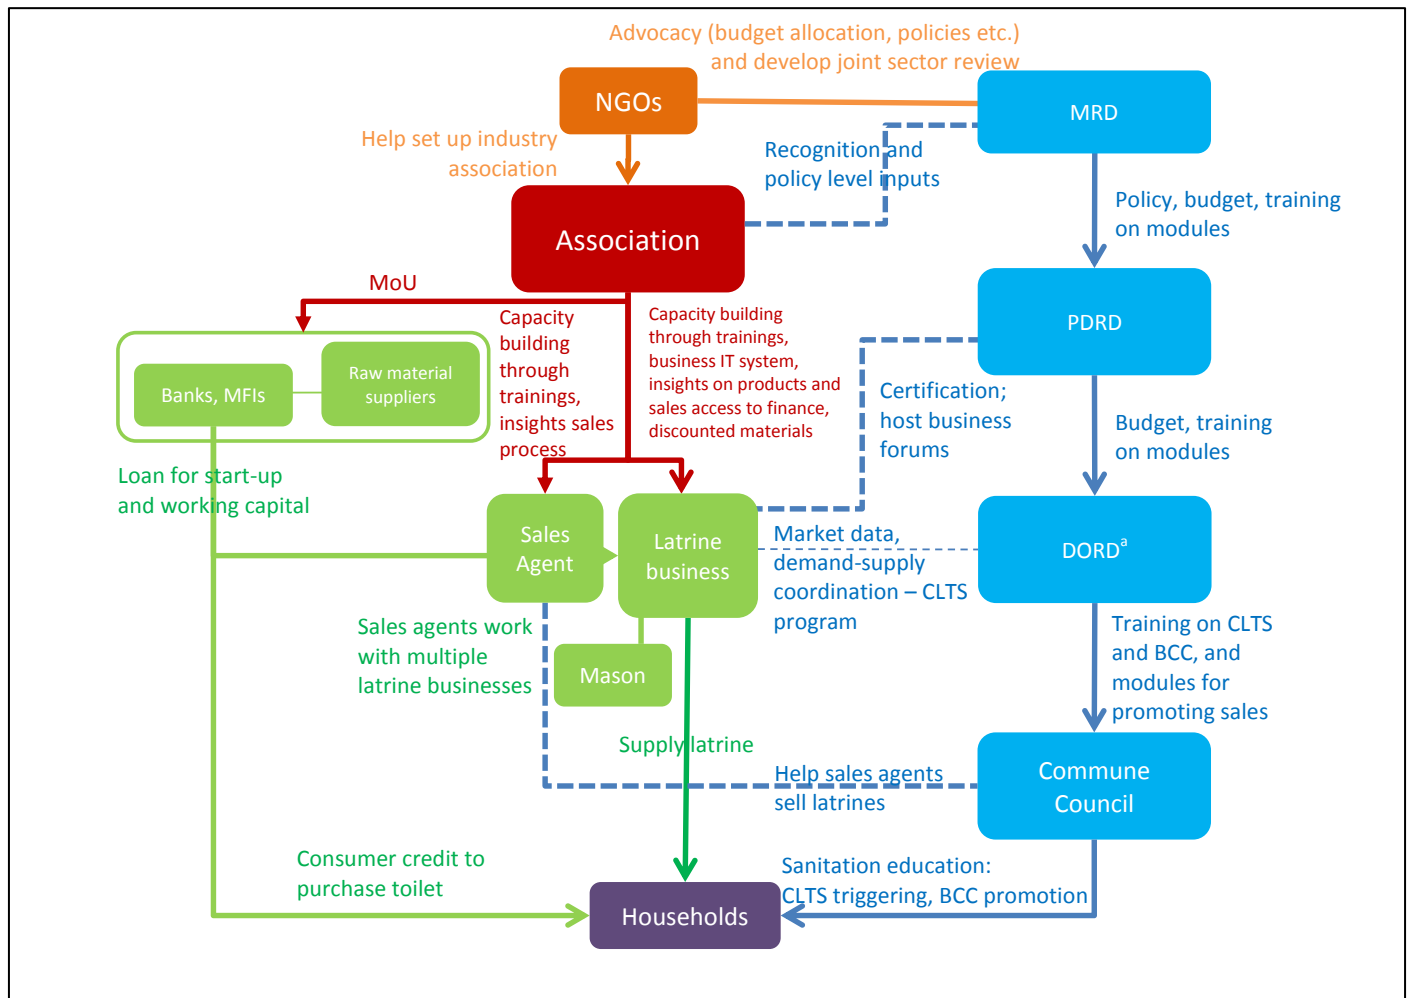 Advocacy (budget allocation, policies etc.)
and develop joint sector review
NGOs
MRD
Help set up industry
association
Recognition and
policy level inputs
Association
Policy, budget, training
on modules
MoU
Capacity
building
through
trainings,
insights sales
process
Capacity building
through trainings,
business IT system,
insights on products and
sales access to finance,
discounted materials
PDRD
Banks, MFIs
Raw material
suppliers
Certification;
host business
forums
Budget, training
on modules
Loan for start-up
and working capital
Sales
Agent
Latrine
business
Market data,
demand-supply
coordination – CLTS
program
DORDa
Sales agents work
with multiple
latrine businesses
Mason
Training on CLTS
and BCC, and
modules for
promoting sales
Supply latrine
Help sales agents
sell latrines
Commune
Council
Consumer credit to
purchase toilet
Sanitation education:
CLTS triggering, BCC promotion
Households